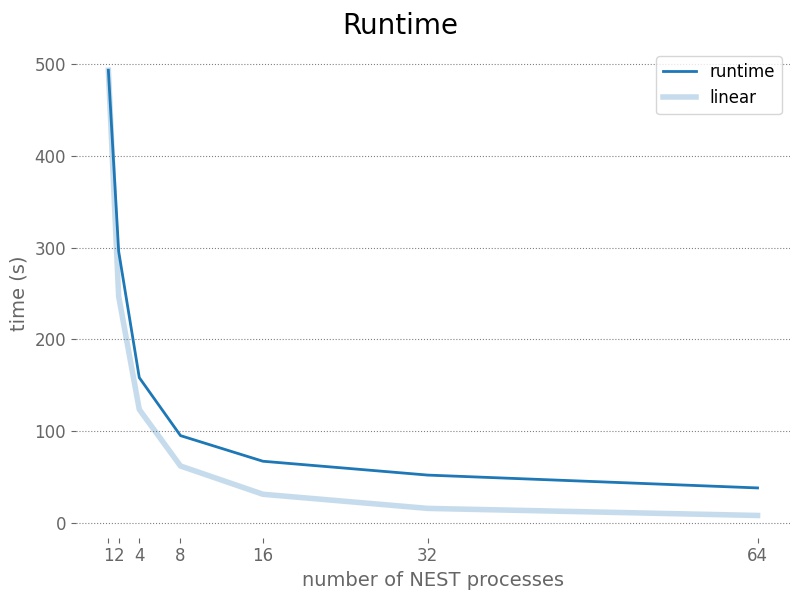 Runtime
500
400
300
200
100
0
time (s)
runtime
linear
1 2 4 8 16 32 64
number of NEST processes